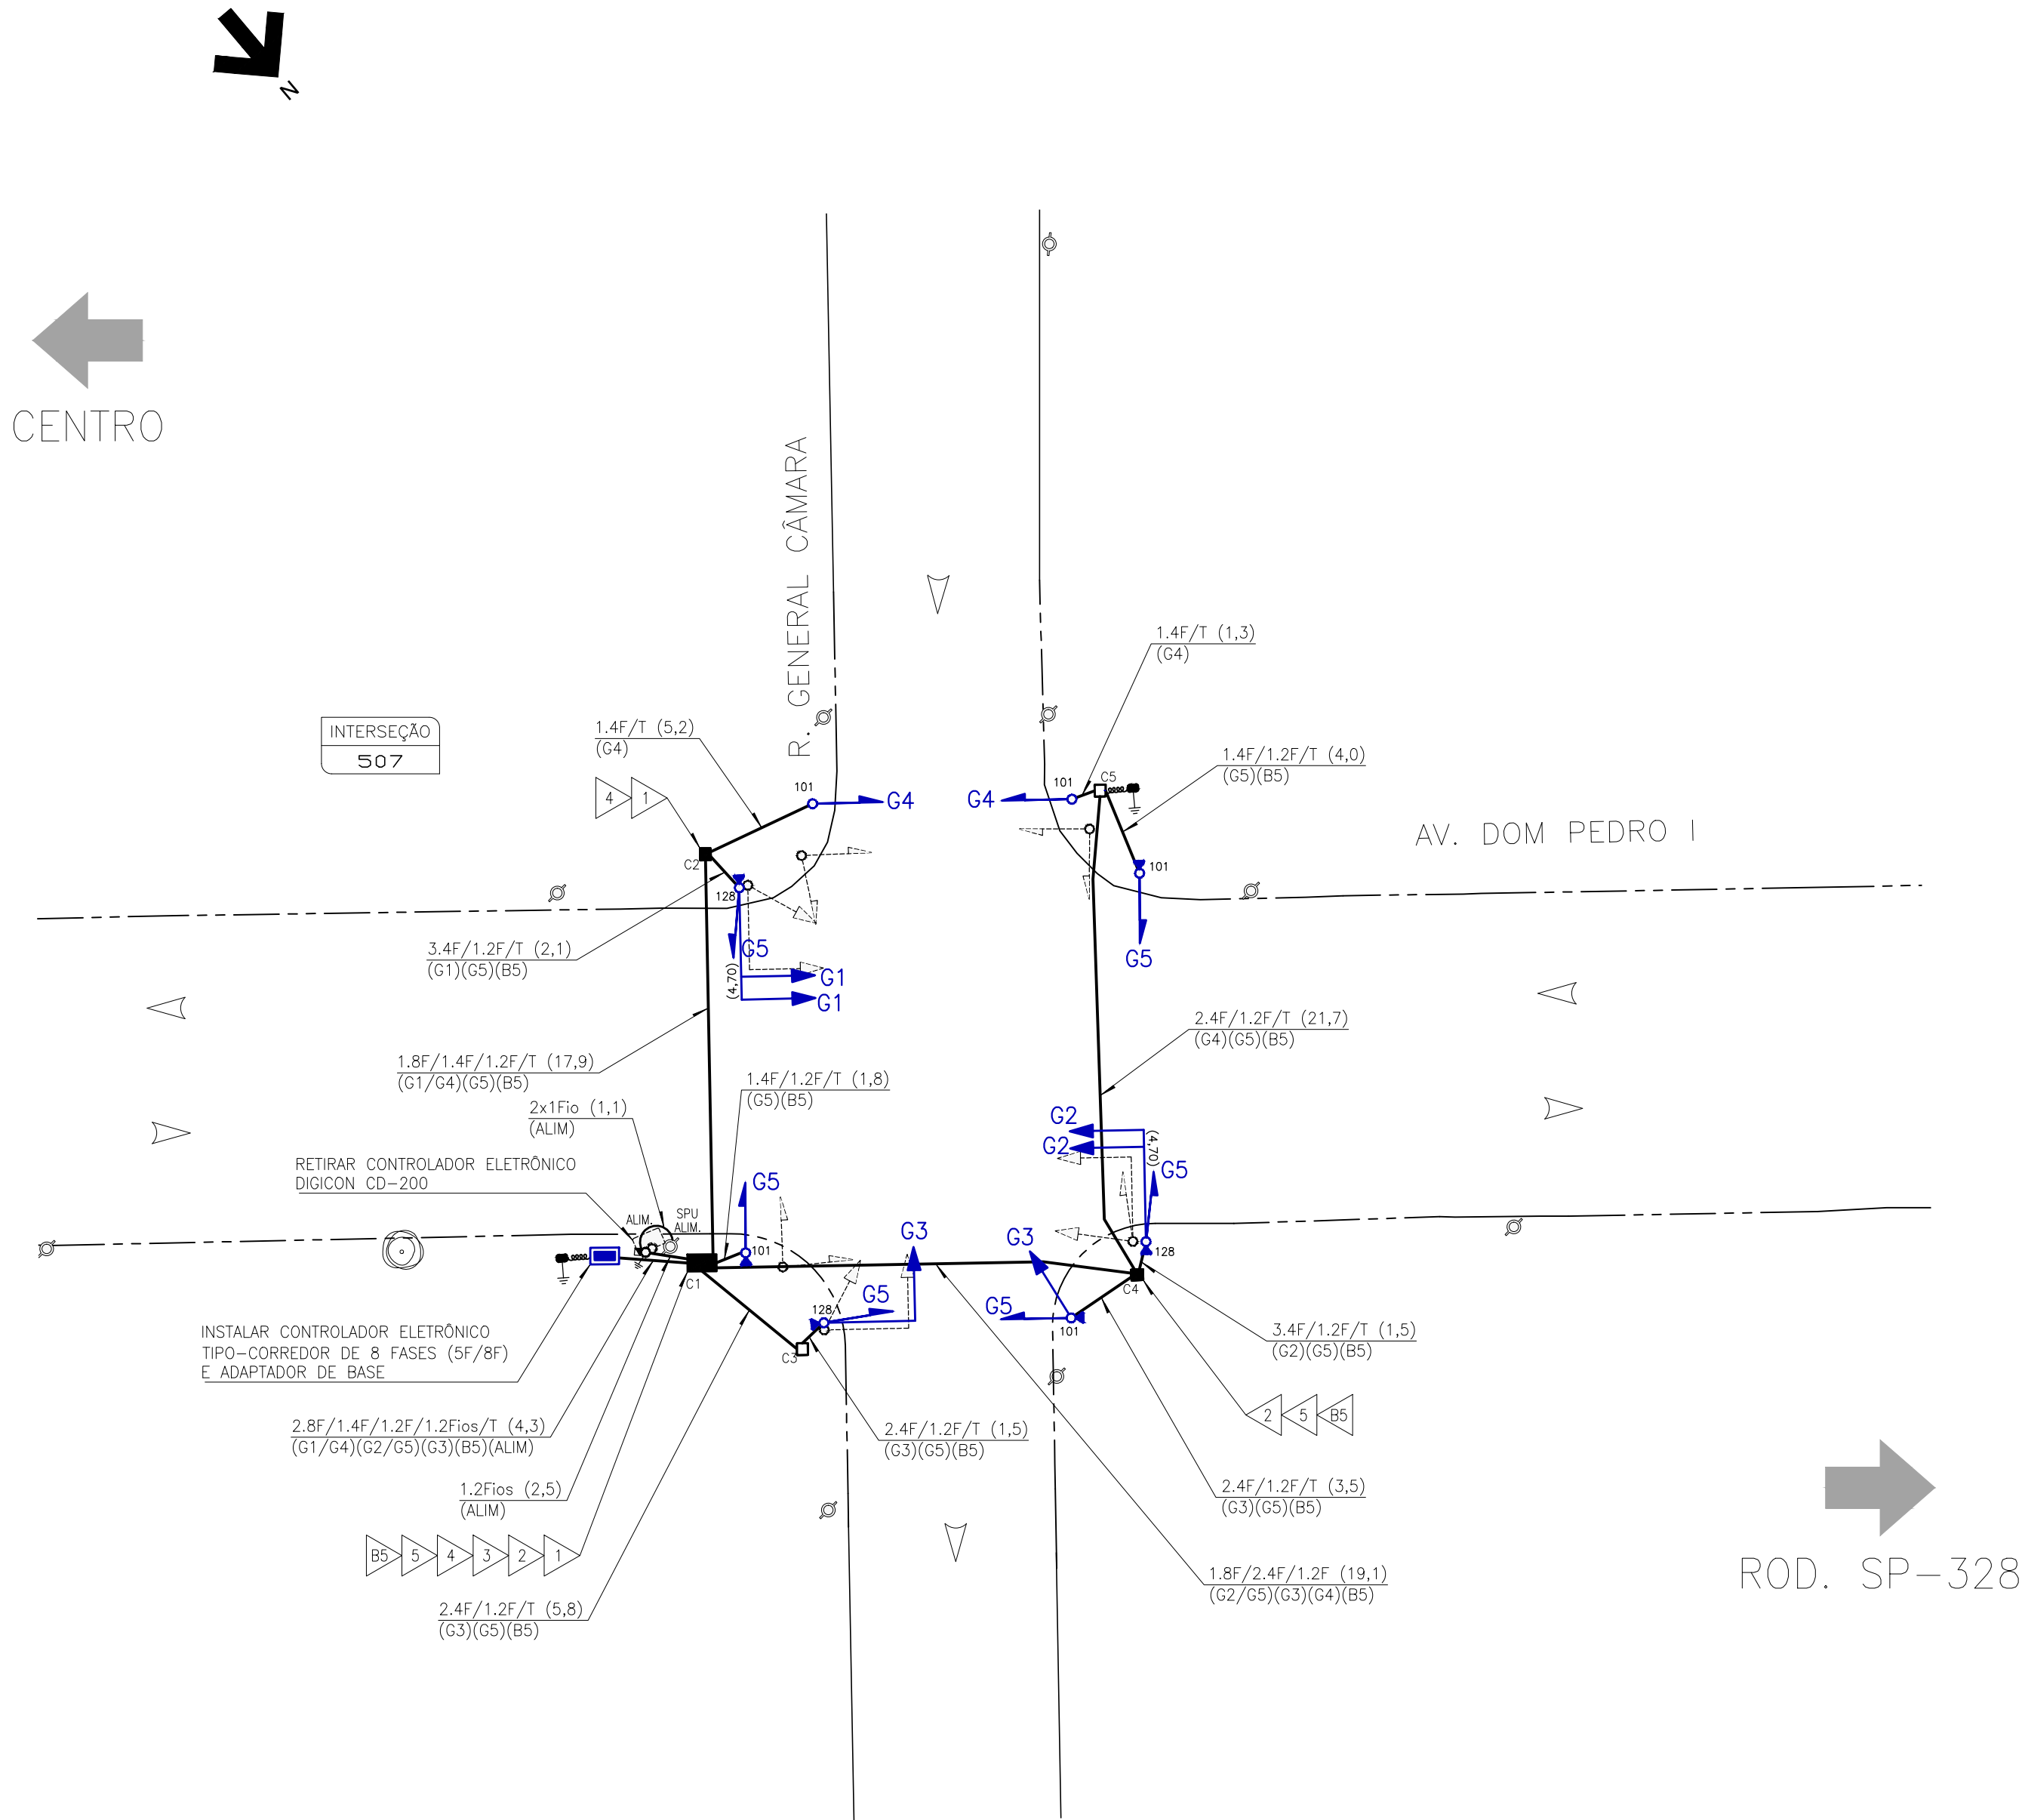 N
CENTRO
R. GENERAL CÂMARA
1.4F/T (1,3)
(G4)
INTERSEÇÃO
507
1.4F/T (5,2)
(G4)
1.4F/1.2F/T (4,0)
(G5)(B5)
4
1
101
G4
G4
101
C5
AV. DOM PEDRO I
C2
101
128
3.4F/1.2F/T (2,1)
(G1)(G5)(B5)
G5
G5
(4,70)
G1
G1
2.4F/1.2F/T (21,7)
(G4)(G5)(B5)
1.8F/1.4F/1.2F/T (17,9)
(G1/G4)(G5)(B5)
1.4F/1.2F/T (1,8)
(G5)(B5)
2x1Fio (1,1)
(ALIM)
G2
G2
(4,70)
G5
RETIRAR CONTROLADOR ELETRÔNICO
DIGICON CD-200
G5
ALIM.
SPU
ALIM.
G3
G3
101
128
C1
C4
INSTALAR CONTROLADOR ELETRÔNICO
TIPO-CORREDOR DE 8 FASES (5F/8F)
E ADAPTADOR DE BASE
128
G5
G5
101
C3
3.4F/1.2F/T (1,5)
(G2)(G5)(B5)
2
5
B5
2.8F/1.4F/1.2F/1.2Fios/T (4,3)
(G1/G4)(G2/G5)(G3)(B5)(ALIM)
2.4F/1.2F/T (1,5)
(G3)(G5)(B5)
1.2Fios (2,5)
(ALIM)
2.4F/1.2F/T (3,5)
(G3)(G5)(B5)
B5
5
4
3
2
1
1.8F/2.4F/1.2F (19,1)
(G2/G5)(G3)(G4)(B5)
ROD. SP-328
2.4F/1.2F/T (5,8)
(G3)(G5)(B5)